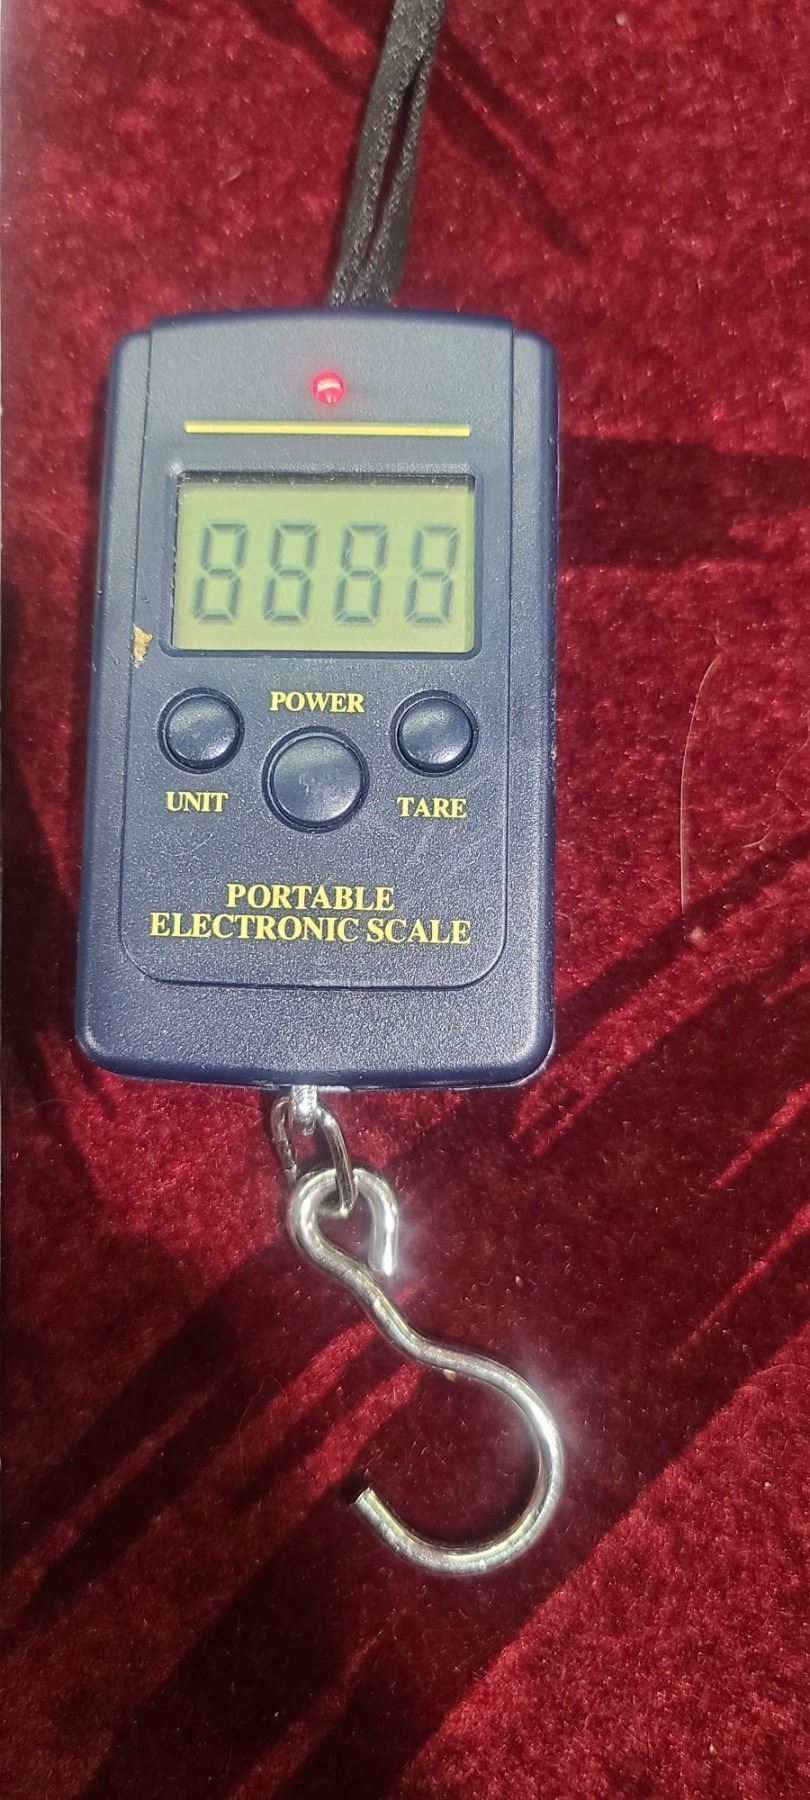 8888
POWER
UNIT
TARE
PORTABLE
ELECTRONIC SCALE